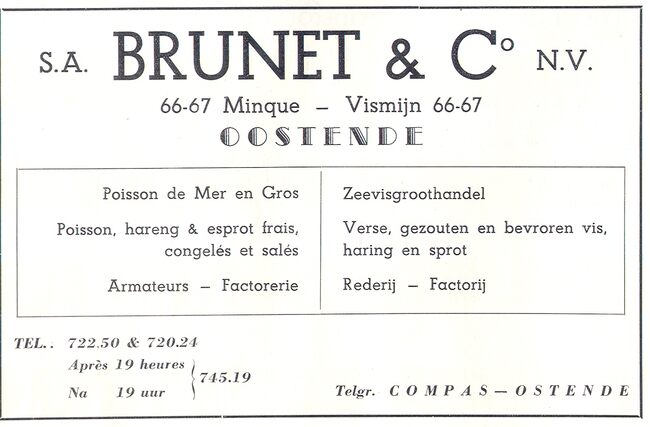 S.A. BRUNET & Cº N.V.
66-67 Minque – Vismijn 66-67
OOSTENDE
Poisson de Mer en Gros
Poisson, hareng & esprot frais,
congelés et salés
Armateurs – Factorerie
Zeevisgroothandel
Verse, gezouten en bevroren vis,
haring en sprot
Rederij – Factorij
TEL.. 722.50 & 720.24
Après 19 heures
Na 19 uur
745.19
Telgr. COMPAS – OSTENDE